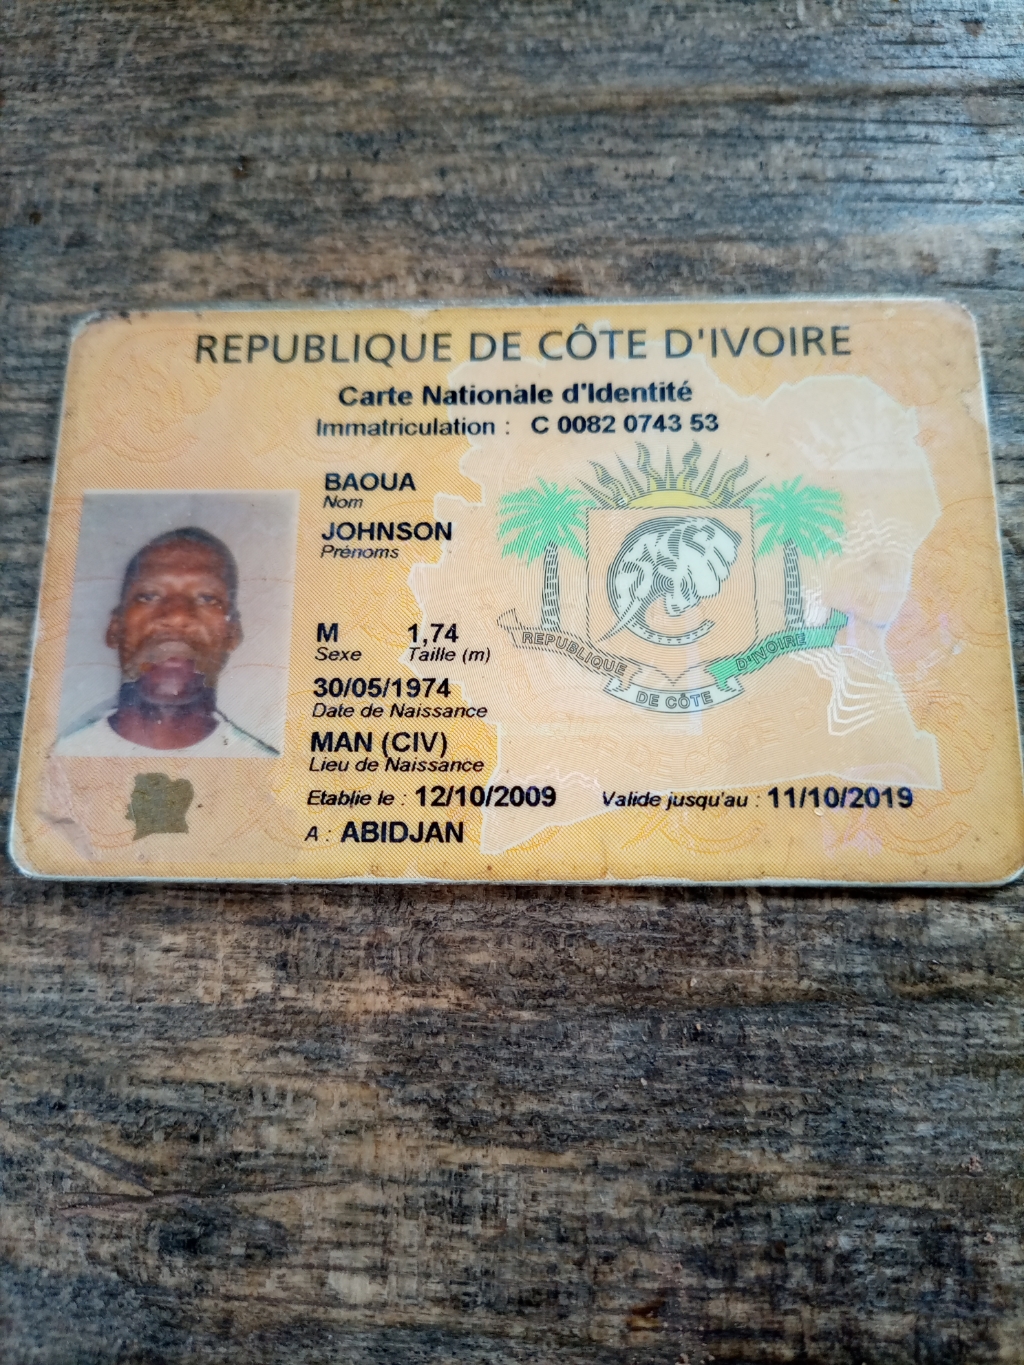 REPUBLIQUE DE CÔTE D'IVOIRE
Carte Nationale d'Identité
Immatriculation : C 0082 0743 53
BAOUA
Nom
JOHNSON
Prénoms
M 1,74
Sexe Taille (m)
30/05/1974
Date de Naissance
MAN (CIV)
Lieu de Naissance
Etablie le : 12/10/2009 Valide jusqu'au : 11/10/2019
A : ABIDJAN
REPUBLIQUE DE CÔTE D'IVOIRE